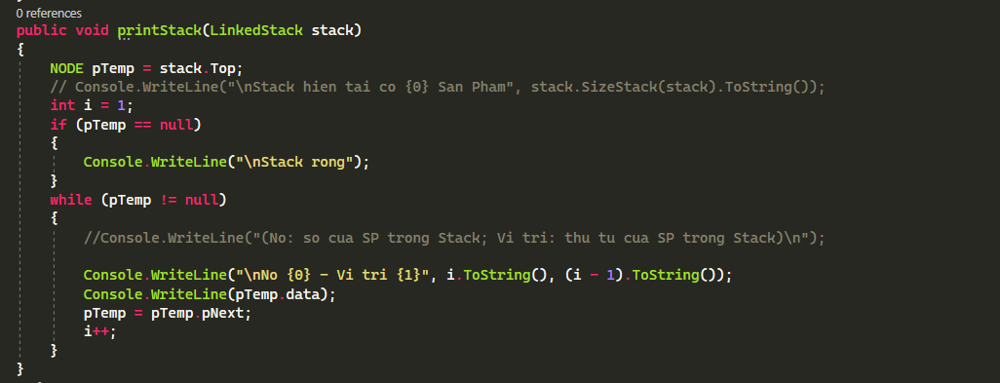 0 references
public void printStack(LinkedStack stack)
{
NODE pTemp = stack.Top;
// Console.WriteLine("\nStack hien tai co {0} San Pham", stack.SizeStack(stack).ToString());
int i = 1;
if (pTemp == null)
{
Console.WriteLine("\nStack rong");
}
while (pTemp != null)
{
//Console.WriteLine("(No: so cua SP trong Stack; Vi tri: thu tu cua SP trong Stack)\n");
Console.WriteLine("\nNo {0} - Vi tri {1}", i.ToString(), (i - 1).ToString());
Console.WriteLine(pTemp.data);
pTemp = pTemp.pNext;
i++;
}
}